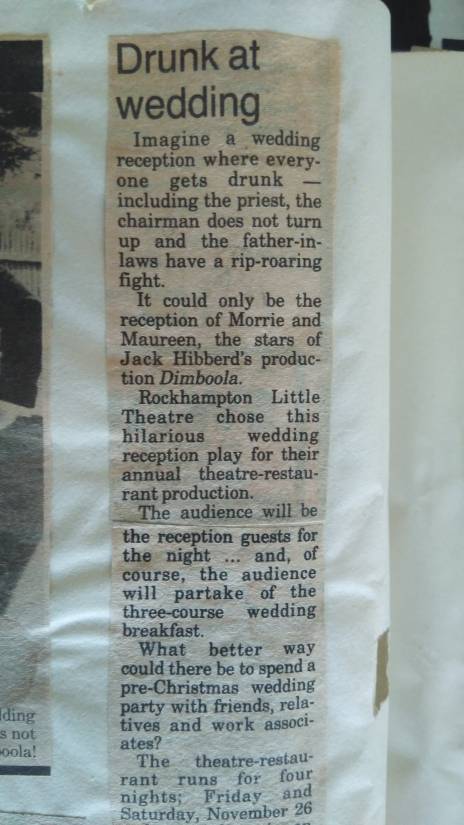 Drunk at
wedding
Imagine a wedding
reception where every-
one gets drunk —
including the priest, the
chairman does not turn
up and the father-in-
laws have a rip-roaring
fight.
It could only be the
reception of Morrie and
Maureen, the stars of
Jack Hibberd's produc-
tion Dimboola.
Rockhampton Little
Theatre chose this
hilarious wedding
reception play for their
annual theatre-restau-
rant production.
The audience will be
the reception guests for
the night ... and, of
course, the audience
will partake of the
three-course wedding
breakfast.
What better way
could there be to spend a
pre-Christmas wedding
party with friends, rela-
tives and work associ-
ates?
The theatre-restau-
rant runs for four
nights; Friday and
Saturday, November 26
dding
s not
oola!